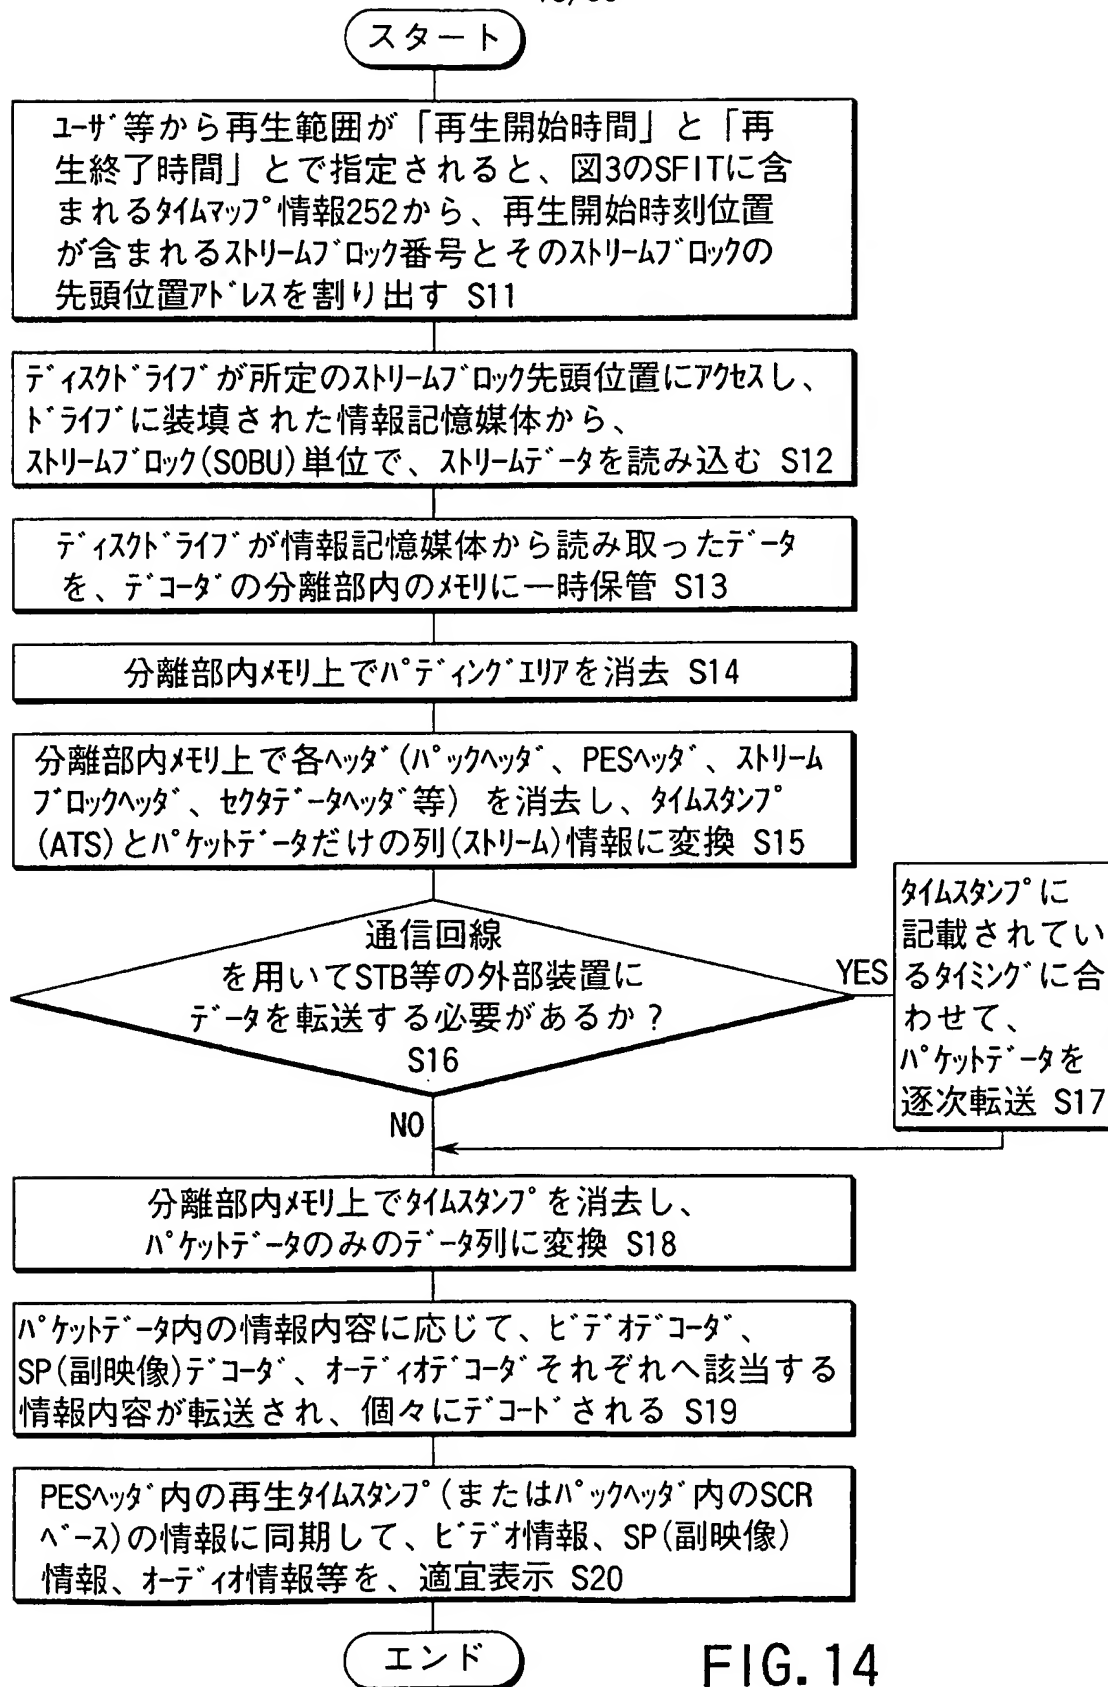 スタート
ユーザ等から再生範囲が「再生開始時間」と「再
生終了時間」とで指定されると、図3のSFITに含
まれるタイムマップ情報252から、再生開始時刻位置
が含まれるストリームブロック番号とそのストリームブロックの
先頭位置アドレスを割り出す S11
ディスクドライブが所定のストリームブロック先頭位置にアクセスし、
ドライブに装填された情報記憶媒体から、
ストリームブロック(SOBU)単位で、ストリームデータを読み込む S12
ディスクドライブが情報記憶媒体から読み取ったデータ
を、デコーダの分離部内のメモリに一時保管 S13
分離部内メモリ上でパディングエリアを消去 S14
分離部内メモリ上で各ヘッダ(パックヘッダ、PESヘッダ、ストリーム
ブロックヘッダ、セクタデータヘッダ等) を消去し、タイムスタンプ
(ATS)とパケットデータだけの列(ストリーム)情報に変換 S15
通信回線
を用いてSTB等の外部装置に
データを転送する必要があるか?
S16
YES
タイムスタンプに
記載されてい
るタイミングに合
わせて、
パケットデータを
逐次転送 S17
NO
分離部内メモリ上でタイムスタンプを消去し、
パケットデータのみのデータ列に変換 S18
パケットデータ内の情報内容に応じて、ビデオデコーダ、
SP(副映像)デコーダ、オーディオデコーダそれぞれへ該当する
情報内容が転送され、個々にデコードされる S19
PESヘッダ内の再生タイムスタンプ(またはパックヘッダ内のSCR
ベース)の情報に同期して、ビデオ情報、SP(副映像)
情報、オーディオ情報等を、適宜表示 S20
エンド
FIG.14